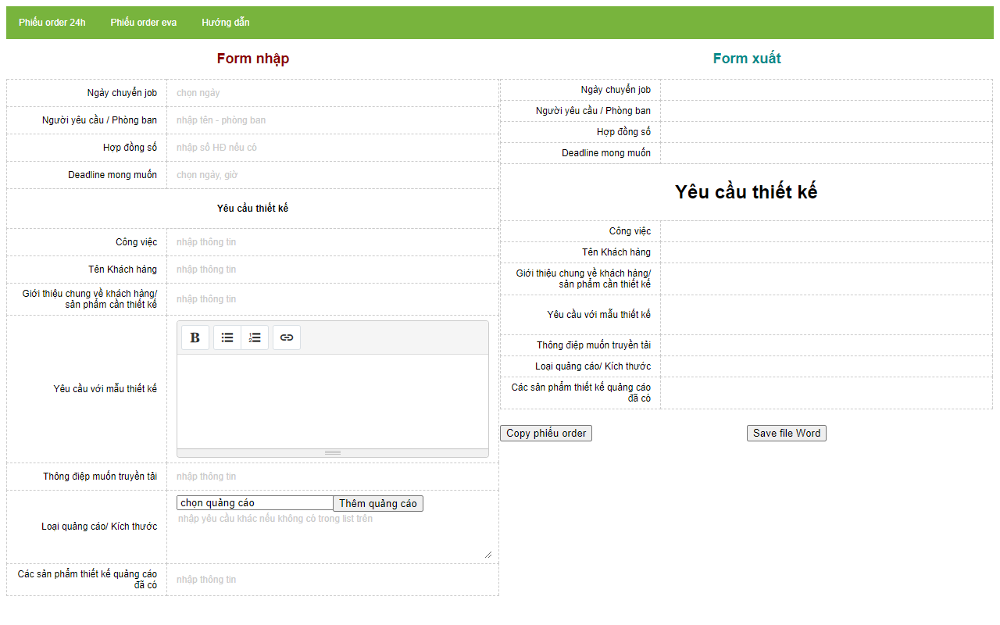 Phiếu order 24h Phiếu order eva Hướng dẫn
Form nhập
Ngày chuyển job chọn ngày
Người yêu cầu / Phòng ban nhập tên - phòng ban
Hợp đồng số nhập số HĐ nếu có
Deadline mong muốn chọn ngày, giờ
Yêu cầu thiết kế
Công việc nhập thông tin
Tên Khách hàng nhập thông tin
Giới thiệu chung về khách hàng/
sản phẩm cần thiết kế nhập thông tin
Yêu cầu với mẫu thiết kế
B
Thông điệp muốn truyền tải nhập thông tin
Loại quảng cáo/ Kích thước chọn quảng cáo Thêm quảng cáo
nhập yêu cầu khác nếu không có trong list trên
Các sản phẩm thiết kế quảng cáo
đã có nhập thông tin
Form xuất
Ngày chuyển job
Người yêu cầu / Phòng ban
Hợp đồng số
Deadline mong muốn
Yêu cầu thiết kế
Công việc
Tên Khách hàng
Giới thiệu chung về khách hàng/
sản phẩm cần thiết kế
Yêu cầu với mẫu thiết kế
Thông điệp muốn truyền tải
Loại quảng cáo/ Kích thước
Các sản phẩm thiết kế quảng cáo
đã có
Copy phiếu order Save file Word